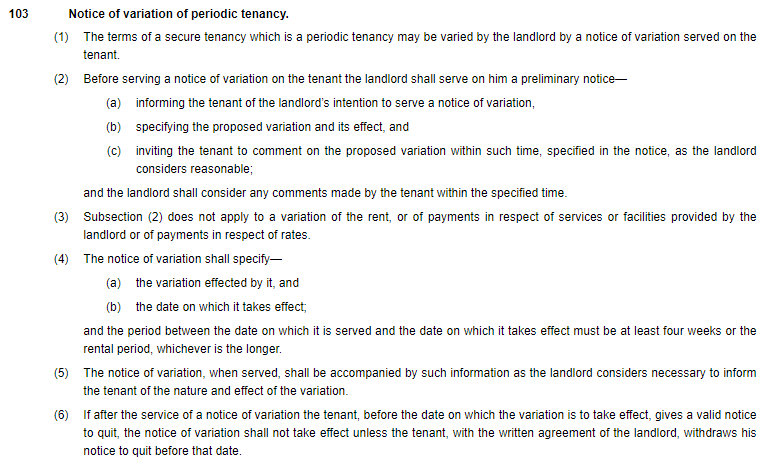 103 Notice of variation of periodic tenancy.
(1) The terms of a secure tenancy which is a periodic tenancy may be varied by the landlord by a notice of variation served on the
tenant.
(2) Before serving a notice of variation on the tenant the landlord shall serve on him a preliminary notice—
(a) informing the tenant of the landlord's intention to serve a notice of variation,
(b) specifying the proposed variation and its effect, and
(c) inviting the tenant to comment on the proposed variation within such time, specified in the notice, as the landlord
considers reasonable;
and the landlord shall consider any comments made by the tenant within the specified time.
(3) Subsection (2) does not apply to a variation of the rent, or of payments in respect of services or facilities provided by the
landlord or of payments in respect of rates.
(4) The notice of variation shall specify—
(a) the variation effected by it, and
(b) the date on which it takes effect;
and the period between the date on which it is served and the date on which it takes effect must be at least four weeks or the
rental period, whichever is the longer.
(5) The notice of variation, when served, shall be accompanied by such information as the landlord considers necessary to inform
the tenant of the nature and effect of the variation.
(6) If after the service of a notice of variation the tenant, before the date on which the variation is to take effect, gives a valid notice
to quit, the notice of variation shall not take effect unless the tenant, with the written agreement of the landlord, withdraws his
notice to quit before that date.